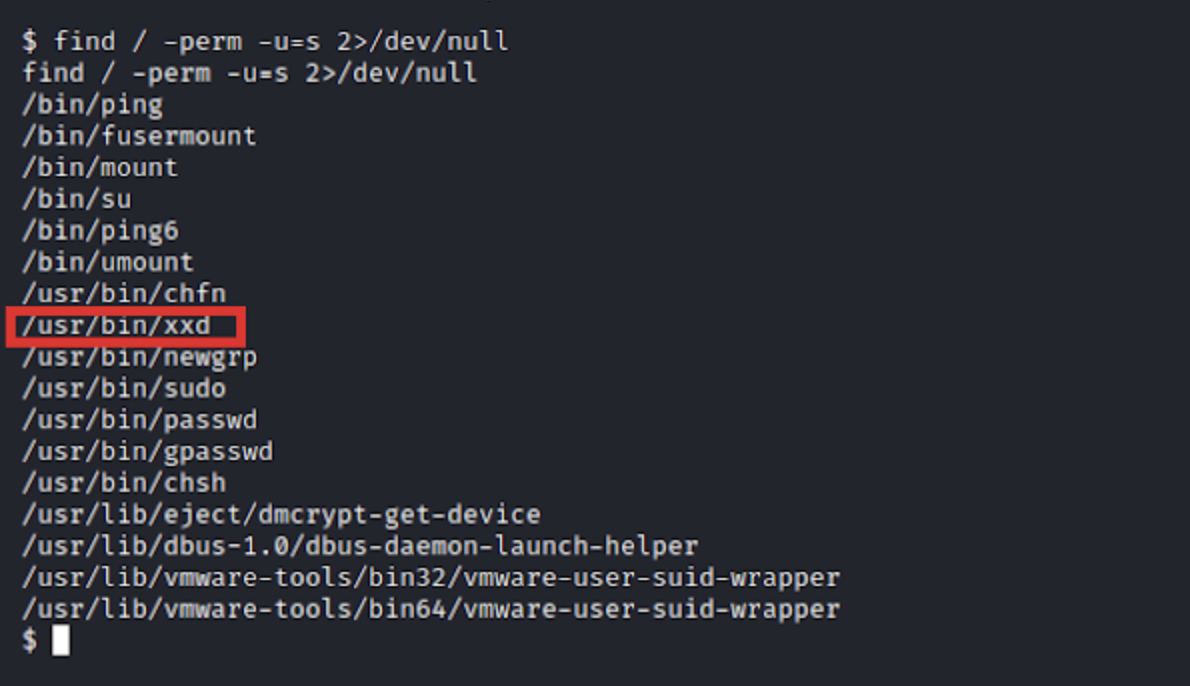 $ find / -perm -u=s 2>/dev/null
find / -perm -u=s 2>/dev/null
/bin/ping
/bin/fusermount
/bin/mount
/bin/su
/bin/ping6
/bin/umount
/usr/bin/chfn
/usr/bin/xxd
/usr/bin/newgrp
/usr/bin/sudo
/usr/bin/passwd
/usr/bin/gpasswd
/usr/bin/chsh
/usr/lib/eject/dmcrypt-get-device
/usr/lib/dbus-1.0/dbus-daemon-launch-helper
/usr/lib/vmware-tools/bin32/vmware-user-suid-wrapper
/usr/lib/vmware-tools/bin64/vmware-user-suid-wrapper
$